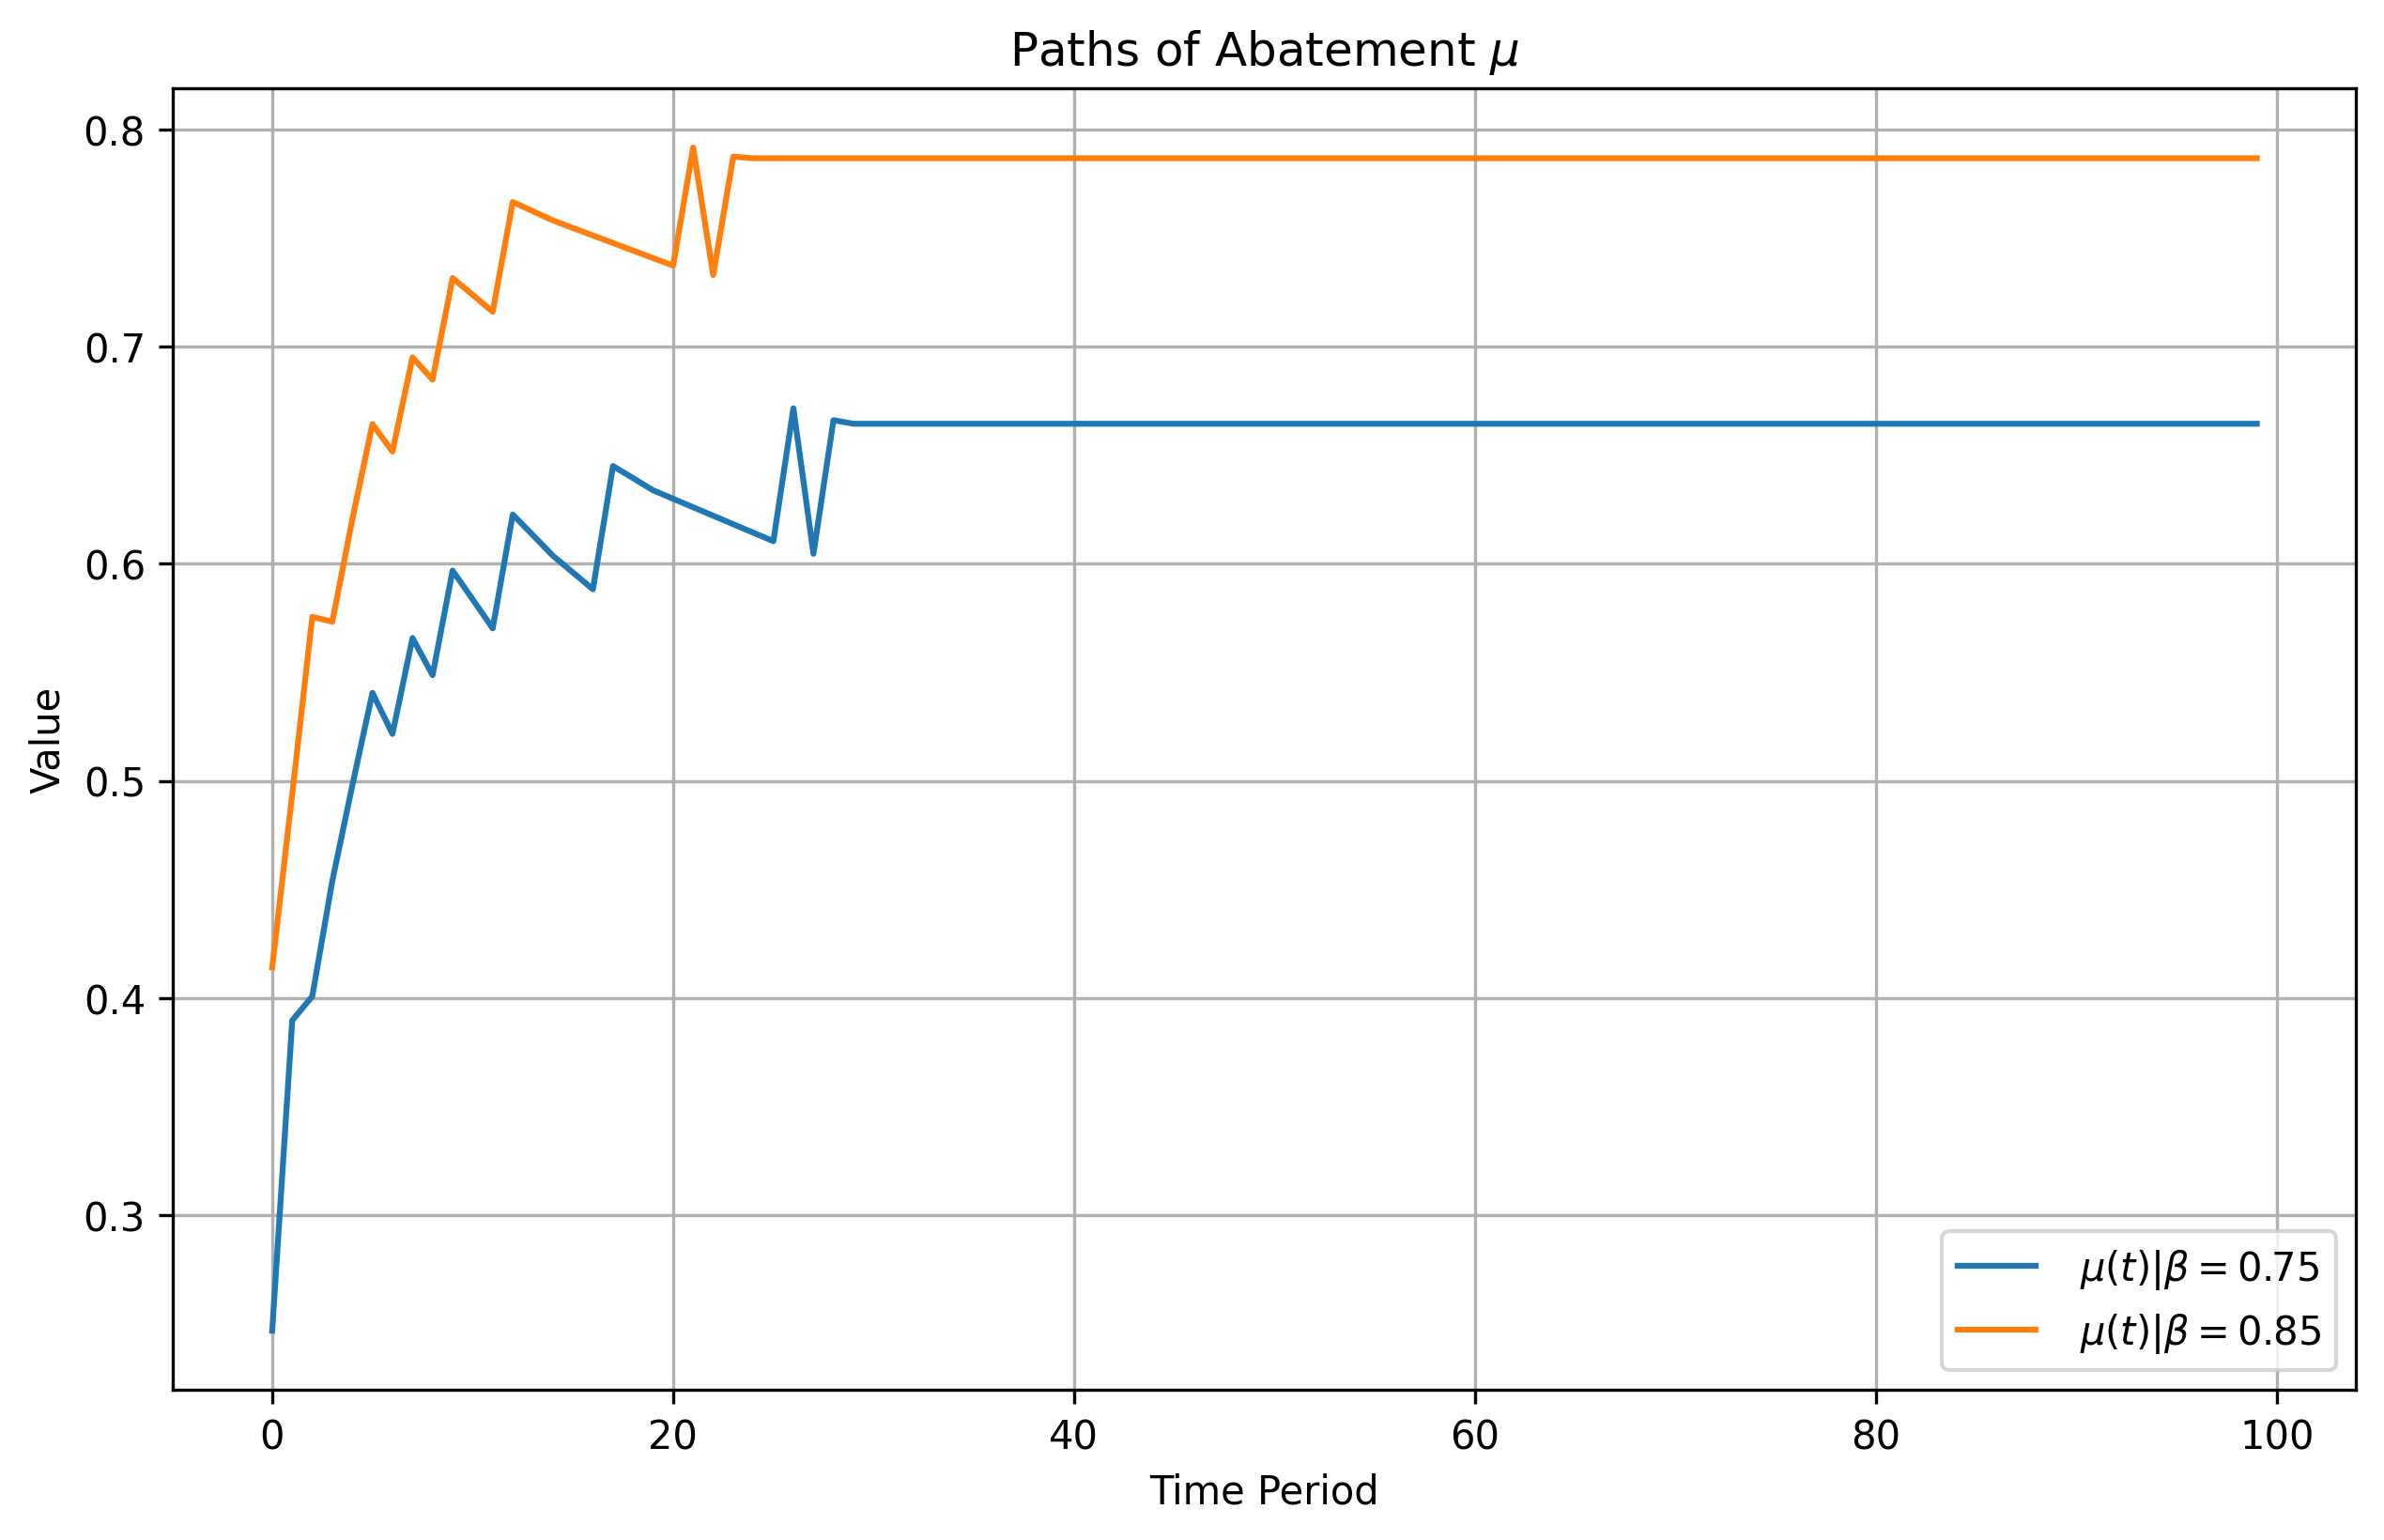 Paths of Abatement μ
0.8
0.7
0.6
0.5
0.4
0.3
Value
0 20 40 60 80 100
Time Period
μ(t)|β = 0.75
μ(t)|β = 0.85